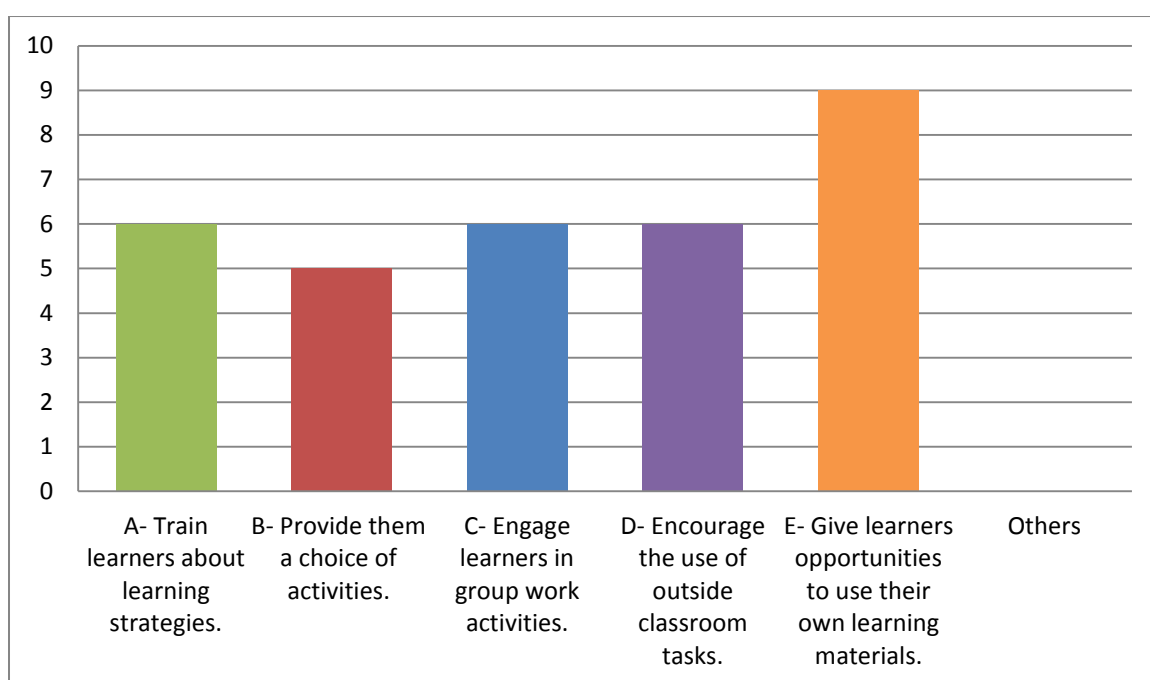 10
9
8
7
6
5
4
3
2
1
0
A- Train
learners about
learning
strategies.
B- Provide them
a choice of
activities.
C- Engage
learners in
group work
activities.
D- Encourage
the use of
outside
classroom
tasks.
E- Give learners
opportunities
to use their
own learning
materials.
Others